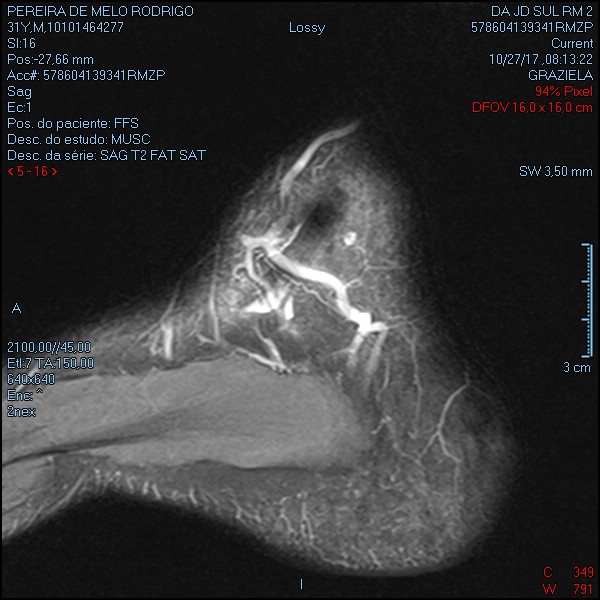 PEREIRA DE MELO RODRIGO
31Y,M,10101464277
Sl:16
Pos:-27,66 mm
Acc#: 578604139341RMZP
Sag
Ec:1
Pos. do paciente: FFS
Desc. do estudo: MUSC
Desc. da série: SAG T2 FAT SAT
< 5 - 16 >
Lossy
DA JD SUL RM 2
578604139341RMZP
Current
10/27/17 ,08:13:22
GRAZIELA
94% Pixel
DFOV 16,0 x 16,0 cm
SW 3,50 mm
A
3 cm
2100.00//45.00
Etl:7 TA:150.00
640x640
Enc: ^
2nex
I
C 349
W 791